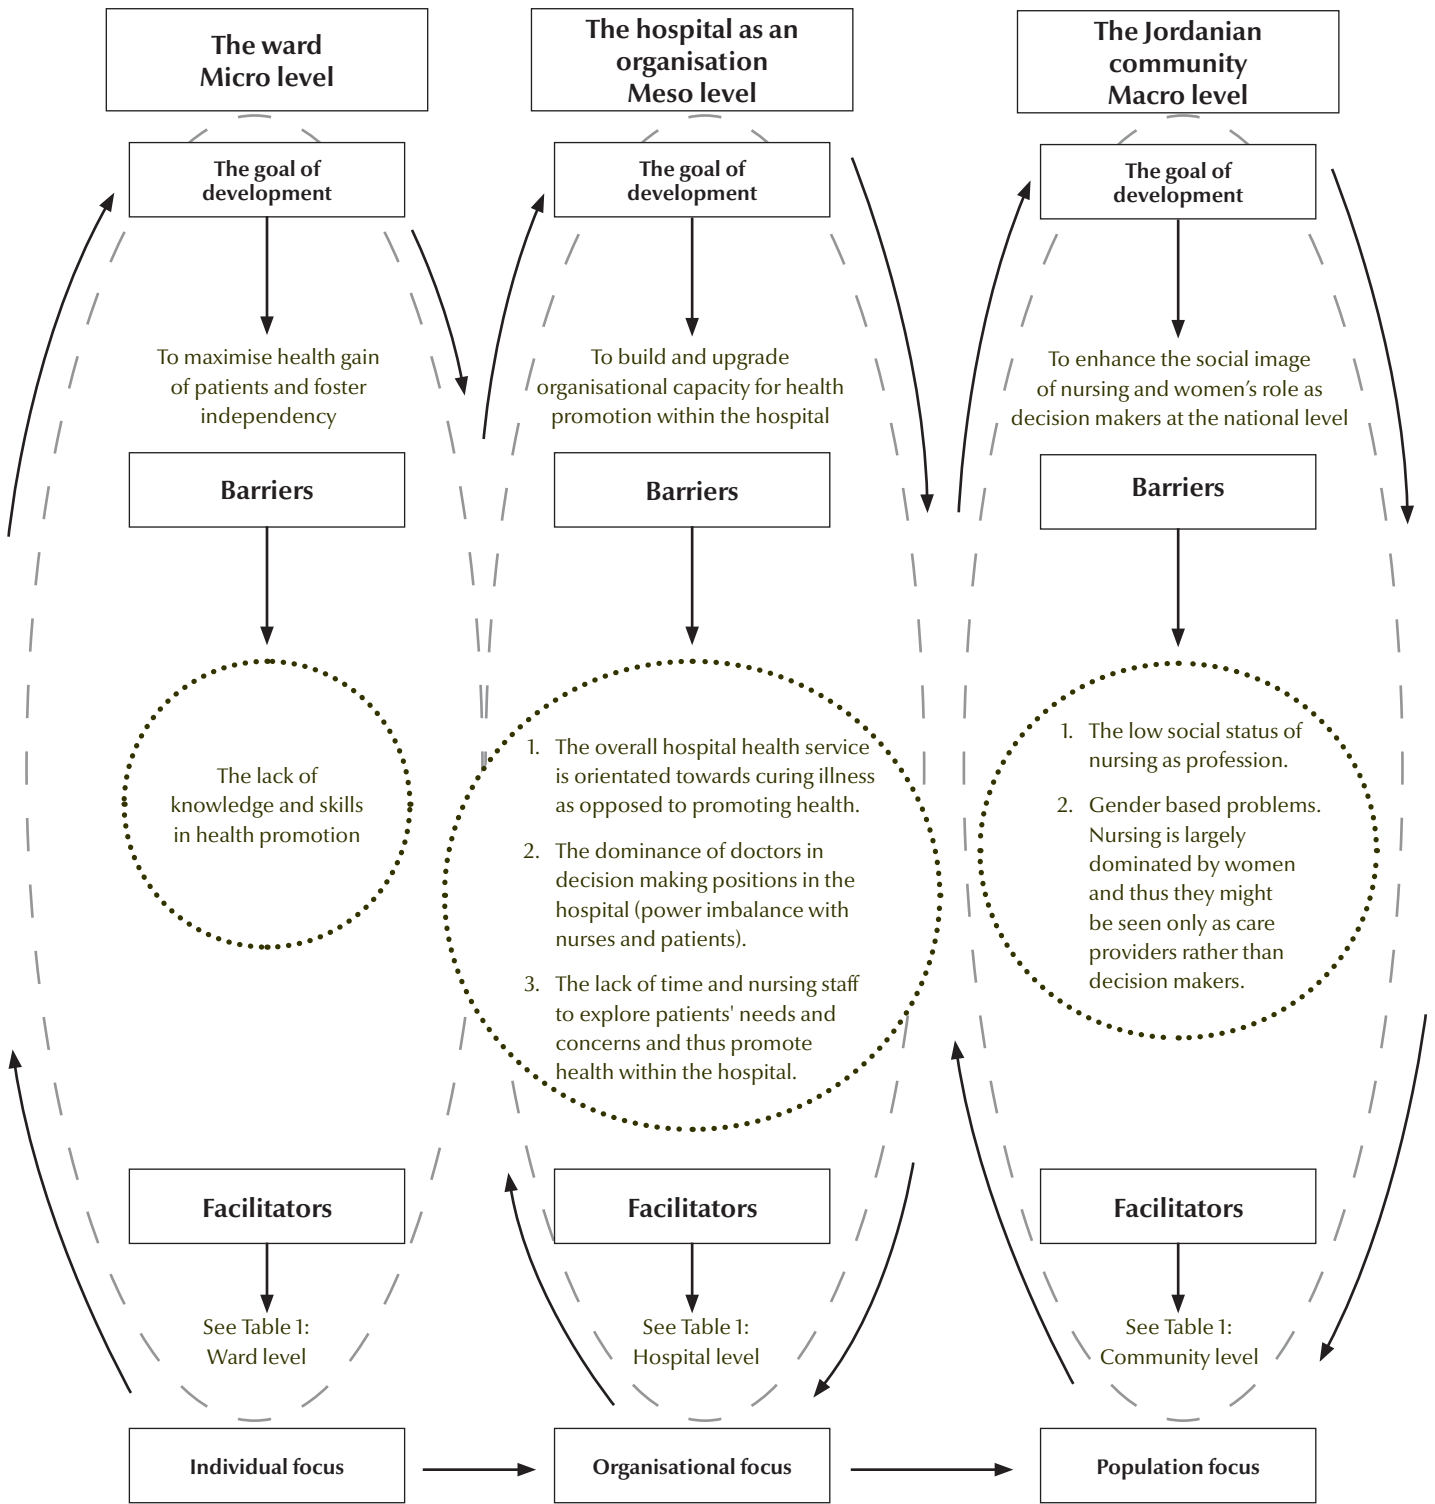 The ward
Micro level
The goal of
development
To maximise health gain
of patients and foster
independency
Barriers
The lack of
knowledge and skills
in health promotion
Facilitators
See Table 1:
Ward level
Individual focus
The hospital as an
organisation
Meso level
The goal of
development
To build and upgrade
organisational capacity for health
promotion within the hospital
Barriers
1. The overall hospital health service
is orientated towards curing illness
as opposed to promoting health.
2. The dominance of doctors in
decision making positions in the
hospital (power imbalance with
nurses and patients).
3. The lack of time and nursing staff
to explore patients' needs and
concerns and thus promote
health within the hospital.
Facilitators
See Table 1:
Hospital level
Organisational focus
The Jordanian
community
Macro level
The goal of
development
To enhance the social image
of nursing and women’s role as
decision makers at the national level
Barriers
1. The low social status of
nursing as profession.
2. Gender based problems.
Nursing is largely
dominated by women
and thus they might
be seen only as care
providers rather than
decision makers.
Facilitators
See Table 1:
Community level
Population focus